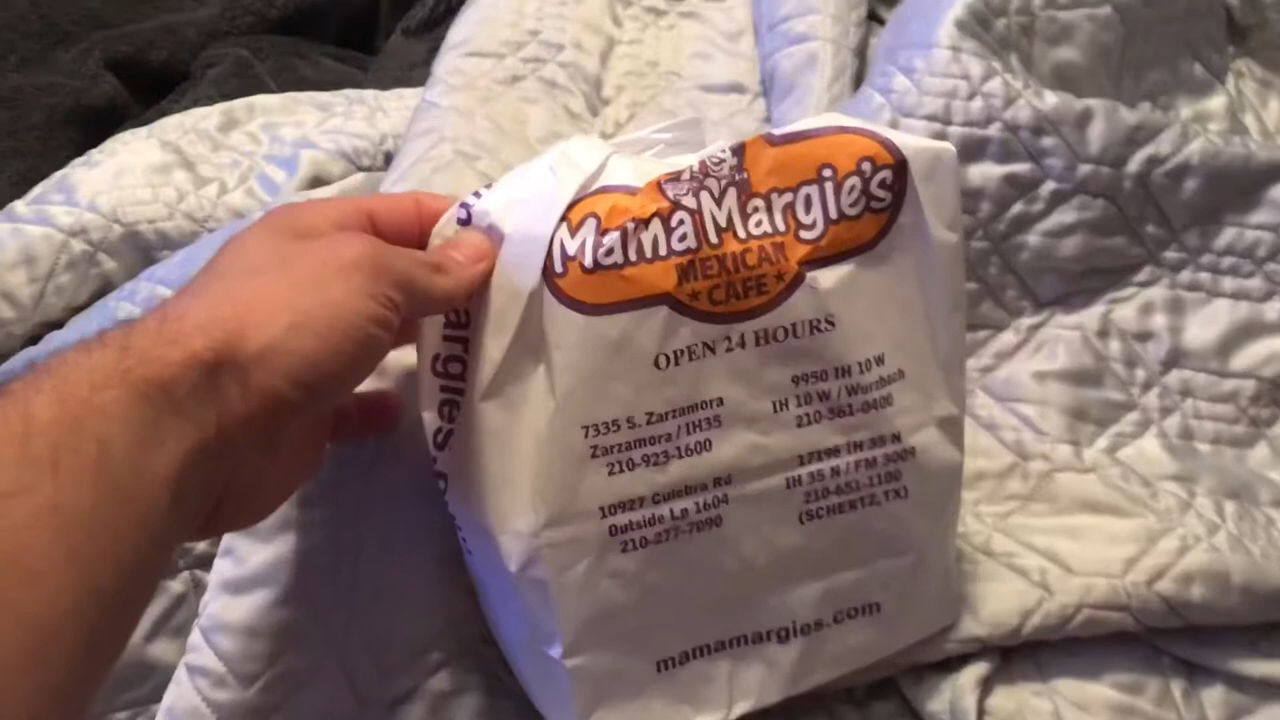 Mama Margie's
MEXICAN
CAFE
OPEN 24 HOURS
7335 S. Zarzamora
Zarzamora / IH35
210-923-1600
9950 IH 10 W
IH 10 W / Wurzbach
210-561-0400
10927 Culebra Rd
Outside Lp 1604
210-277-7090
17196 IH 35 N
IH 35 N / FM 3009
210-651-1100
(SCHERTZ, TX)
mamamargies.com